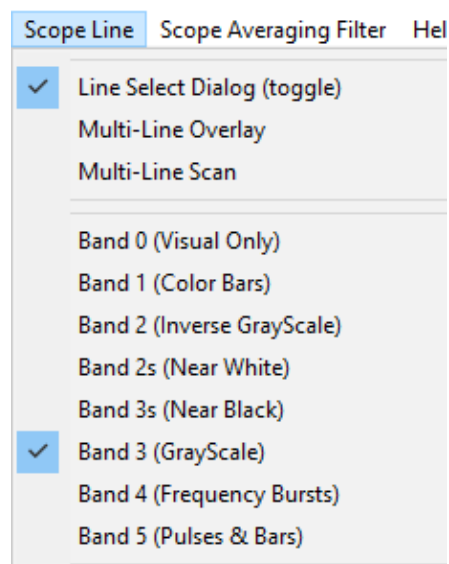 Scope Line Scope Averaging Filter Hel
Line Select Dialog (toggle)
Multi-Line Overlay
Multi-Line Scan
Band 0 (Visual Only)
Band 1 (Color Bars)
Band 2 (Inverse GrayScale)
Band 2s (Near White)
Band 3s (Near Black)
Band 3 (GrayScale)
Band 4 (Frequency Bursts)
Band 5 (Pulses & Bars)